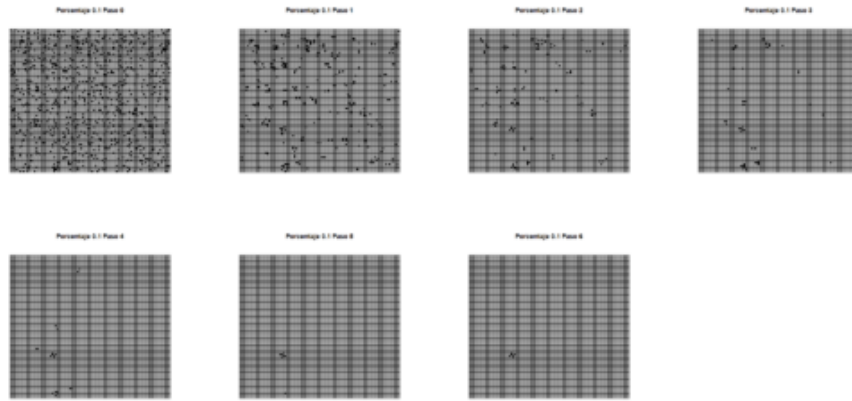 Porcentaje 0.1 Paso 0
Porcentaje 0.1 Paso 1
Porcentaje 0.1 Paso 2
Porcentaje 0.1 Paso 3
Porcentaje 0.1 Paso 4
Porcentaje 0.1 Paso 5
Porcentaje 0.1 Paso 6